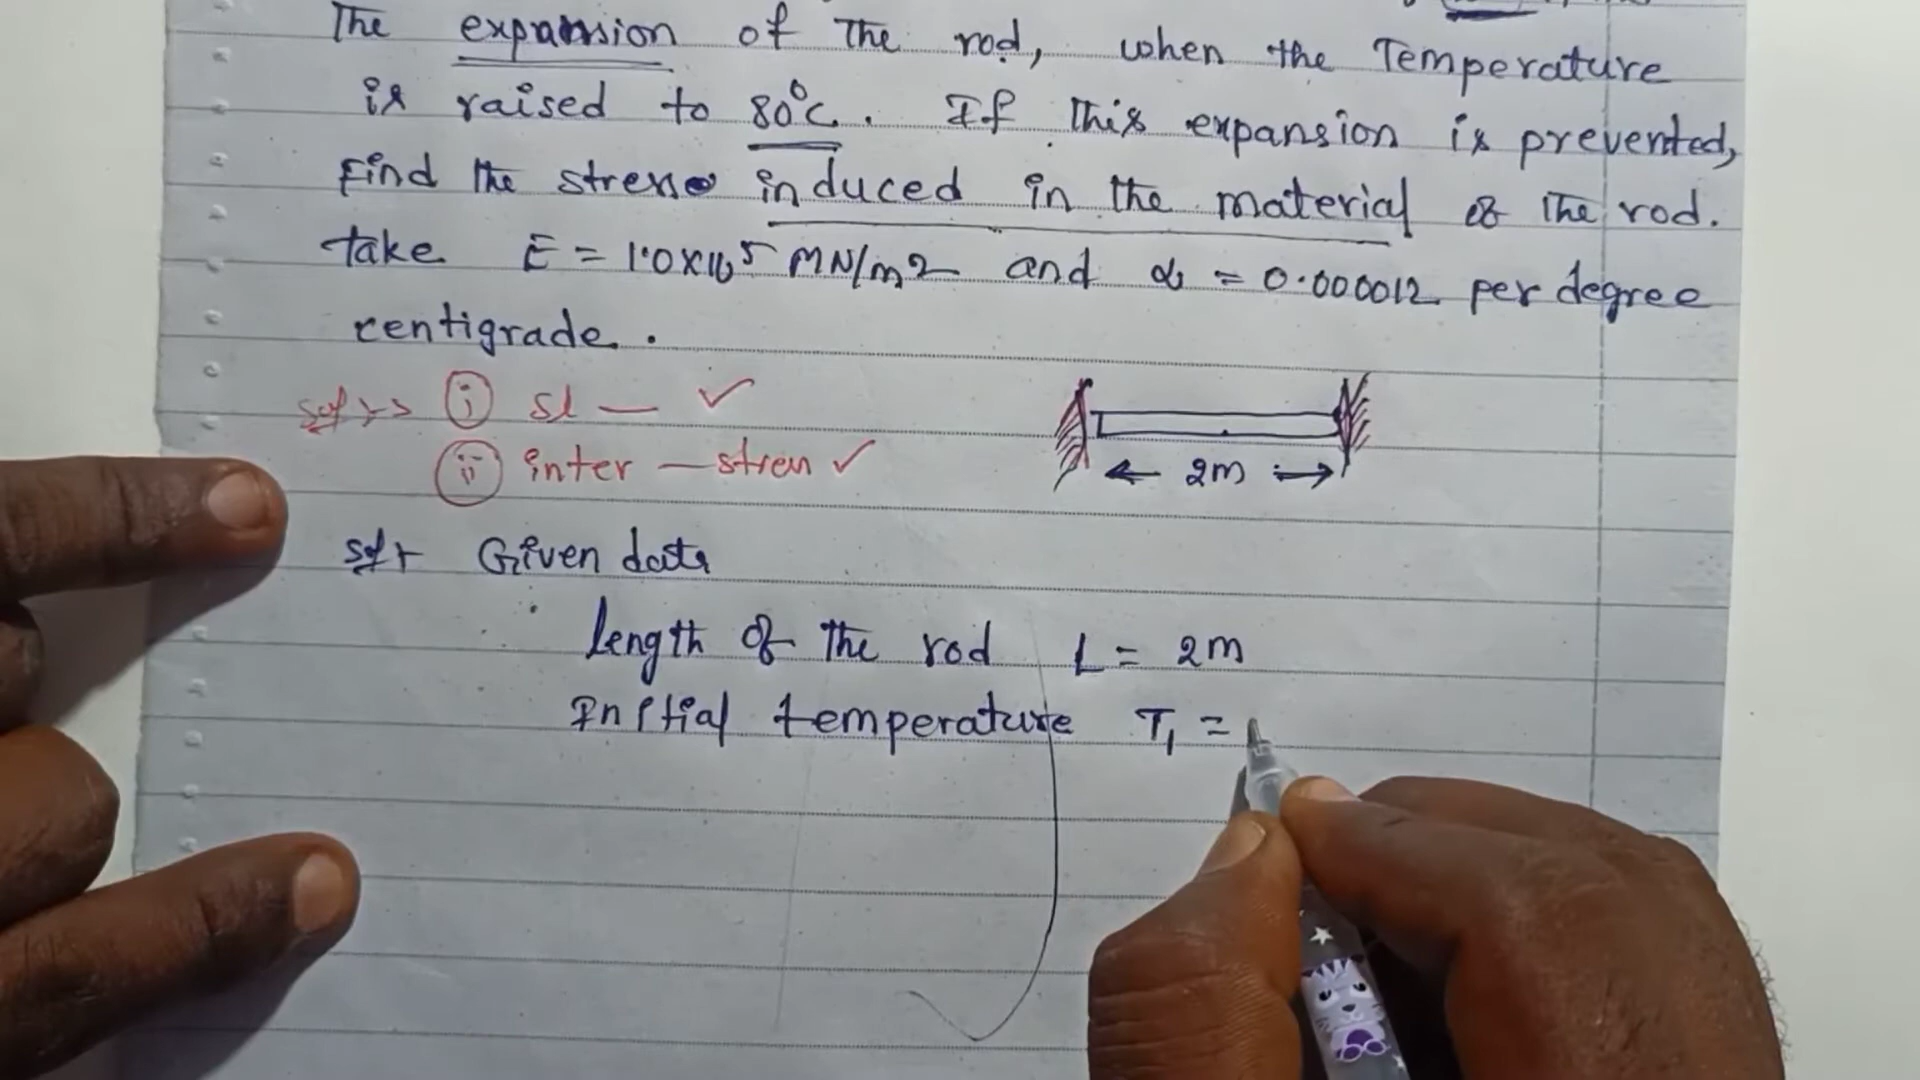 The expansion of The rod, when the Temperature
is raised to 80°C. If this expansion is prevented,
Find the stress induced in the material of The rod.
take E = 1.0×10⁵ MN/m2 and α = 0.000012 per degree
centigrade.
(i) Sl — ✓
(ii) inter — stress ✓
← 2m →
Given data
Length of the rod L = 2m
Initial temperature T₁ =